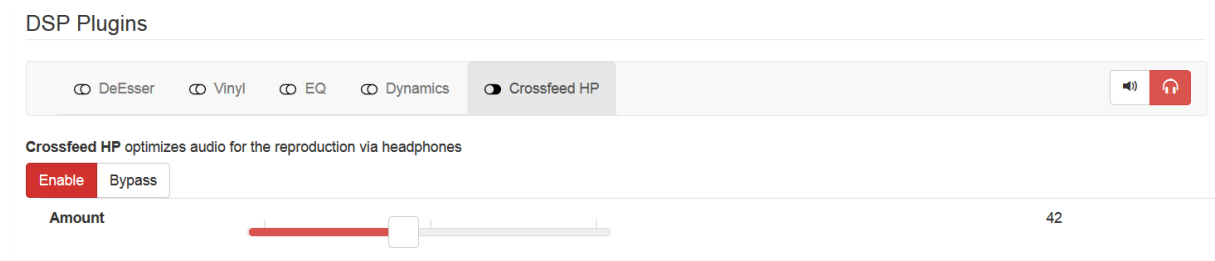 DSP Plugins
DeEsser Vinyl EQ Dynamics Crossfeed HP
Crossfeed HP optimizes audio for the reproduction via headphones
Enable Bypass
Amount 42